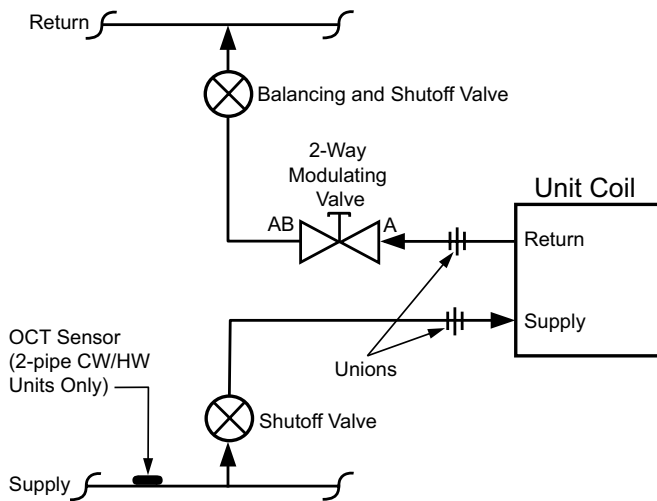 Return
Balancing and Shutoff Valve
2-Way
Modulating
Valve
Unit Coil
AB
A
Return
Supply
OCT Sensor
(2-pipe CW/HW
Units Only)
Unions
Shutoff Valve
Supply